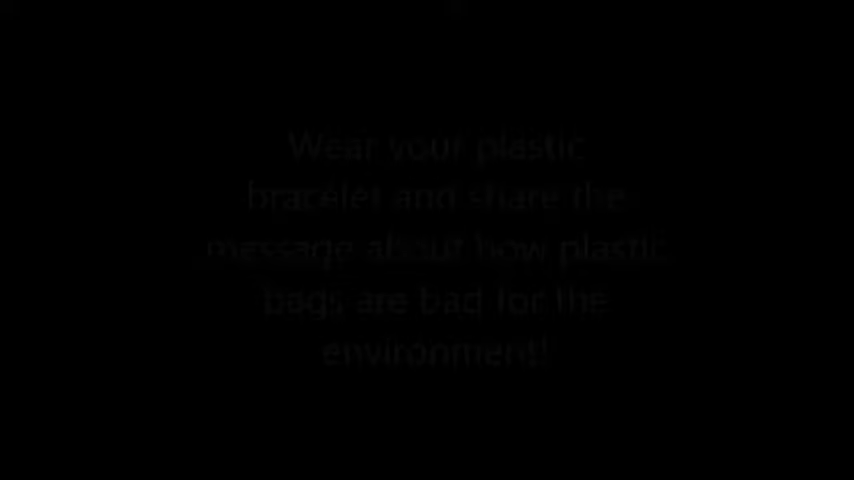 Wear your plastic
bracelet and share the
message about how plastic
bags are bad for the
environment!